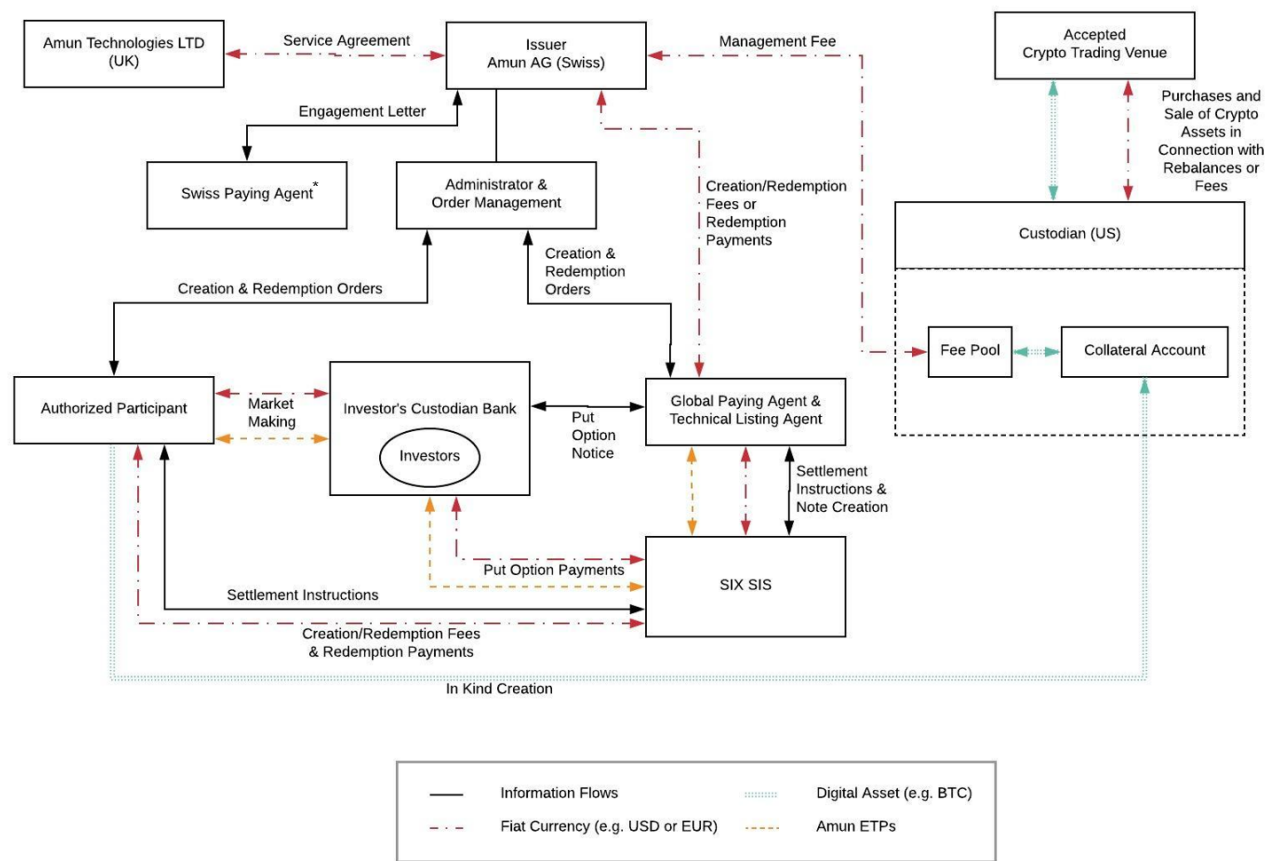 Amun Technologies LTD
(UK)
Service Agreement
Issuer
Amun AG (Swiss)
Management Fee
Accepted
Crypto Trading Venue
Engagement Letter
Purchases and
Sale of Crypto
Assets in
Connection with
Rebalances or
Fees
Swiss Paying Agent*
Administrator &
Order Management
Creation/Redemption
Fees or
Redemption
Payments
Custodian (US)
Creation &
Redemption
Orders
Creation & Redemption Orders
Fee Pool
Collateral Account
Authorized Participant
Market
Making
Investor's Custodian Bank
Investors
Put
Option
Notice
Global Paying Agent &
Technical Listing Agent
Settlement
Instructions &
Note Creation
Put Option Payments
SIX SIS
Settlement Instructions
Creation/Redemption Fees
& Redemption Payments
In Kind Creation
Information Flows
Digital Asset (e.g. BTC)
Fiat Currency (e.g. USD or EUR)
Amun ETPs